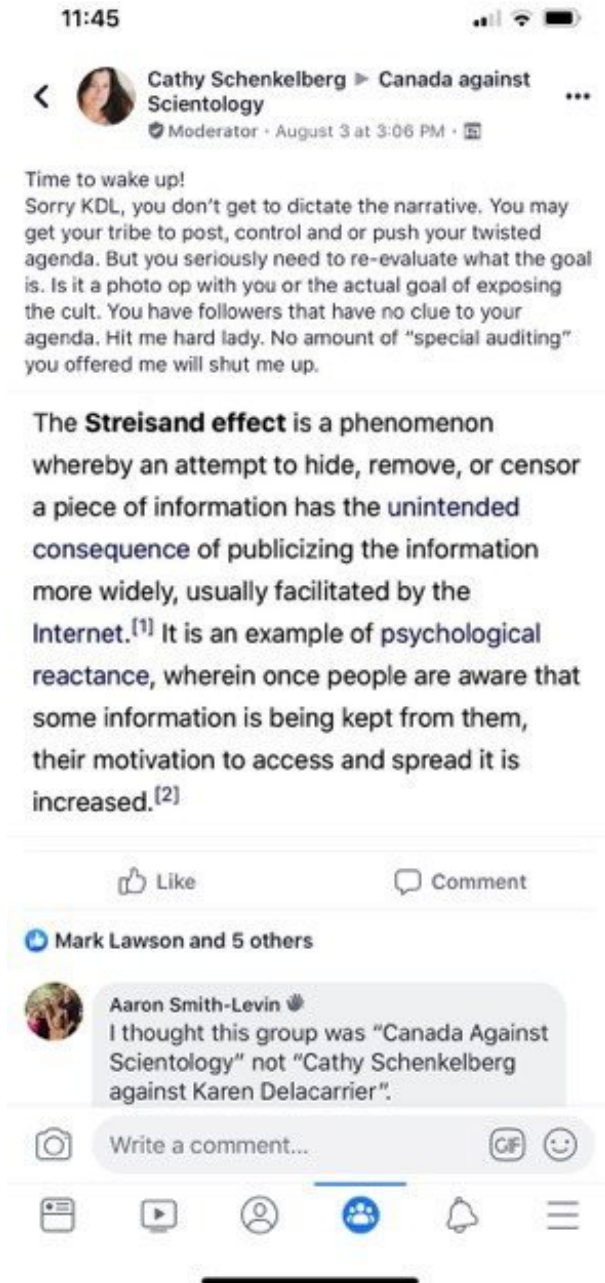 11:45
Cathy Schenkelberg ▶ Canada against
Scientology
Moderator · August 3 at 3:06 PM ·
Time to wake up!
Sorry KDL, you don't get to dictate the narrative. You may
get your tribe to post, control and or push your twisted
agenda. But you seriously need to re-evaluate what the goal
is. Is it a photo op with you or the actual goal of exposing
the cult. You have followers that have no clue to your
agenda. Hit me hard lady. No amount of "special auditing"
you offered me will shut me up.
The Streisand effect is a phenomenon
whereby an attempt to hide, remove, or censor
a piece of information has the unintended
consequence of publicizing the information
more widely, usually facilitated by the
Internet.[1] It is an example of psychological
reactance, wherein once people are aware that
some information is being kept from them,
their motivation to access and spread it is
increased.[2]
Like Comment
Mark Lawson and 5 others
Aaron Smith-Levin
I thought this group was "Canada Against
Scientology" not "Cathy Schenkelberg
against Karen Delacarrier".
Write a comment... GIF